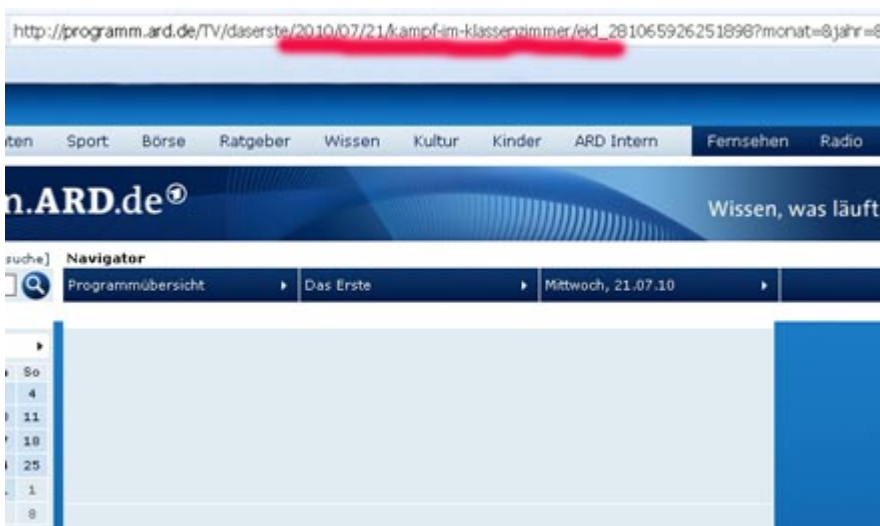 http://programm.ard.de/TV/daserste/2010/07/21/kampf-im-klassenzimmer/eid_281065926251898?monat=&jahr=
Sport Börse Ratgeber Wissen Kultur Kinder ARD Intern Fernsehen Radio
.ARD.de Wissen, was läuft
suche] Navigator
Programmübersicht Das Erste Mittwoch, 21.07.10
So
4
11
18
25
1
8